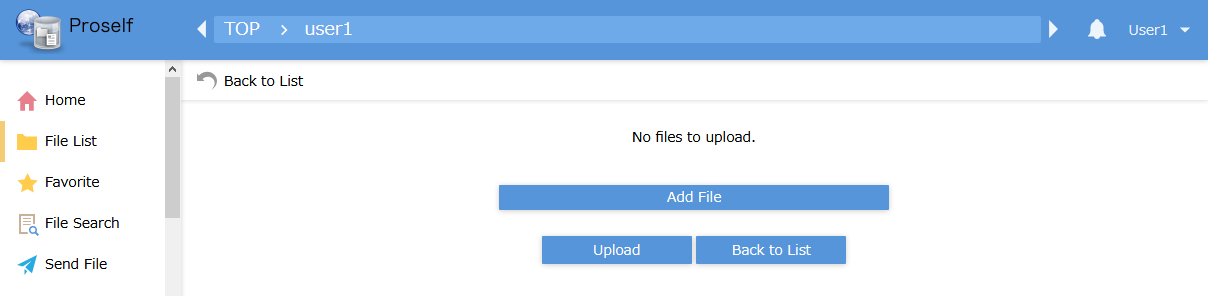 Proself
TOP > user1
User1
Home
File List
Favorite
File Search
Send File
Back to List
No files to upload.
Add File
Upload
Back to List